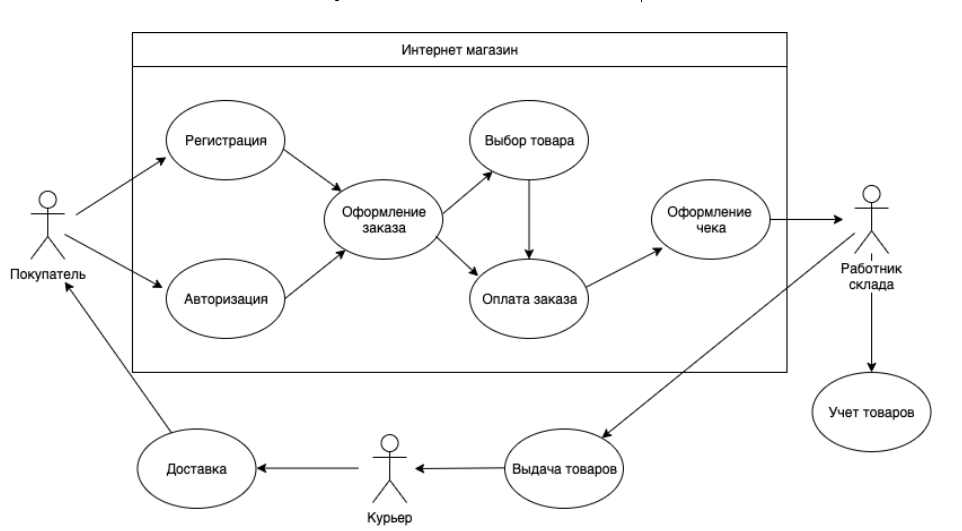 Интернет магазин
Регистрация
Выбор товара
Оформление
заказа
Оформление
чека
Покупатель
Авторизация
Оплата заказа
Работник
склада
Учет товаров
Доставка
Курьер
Выдача товаров